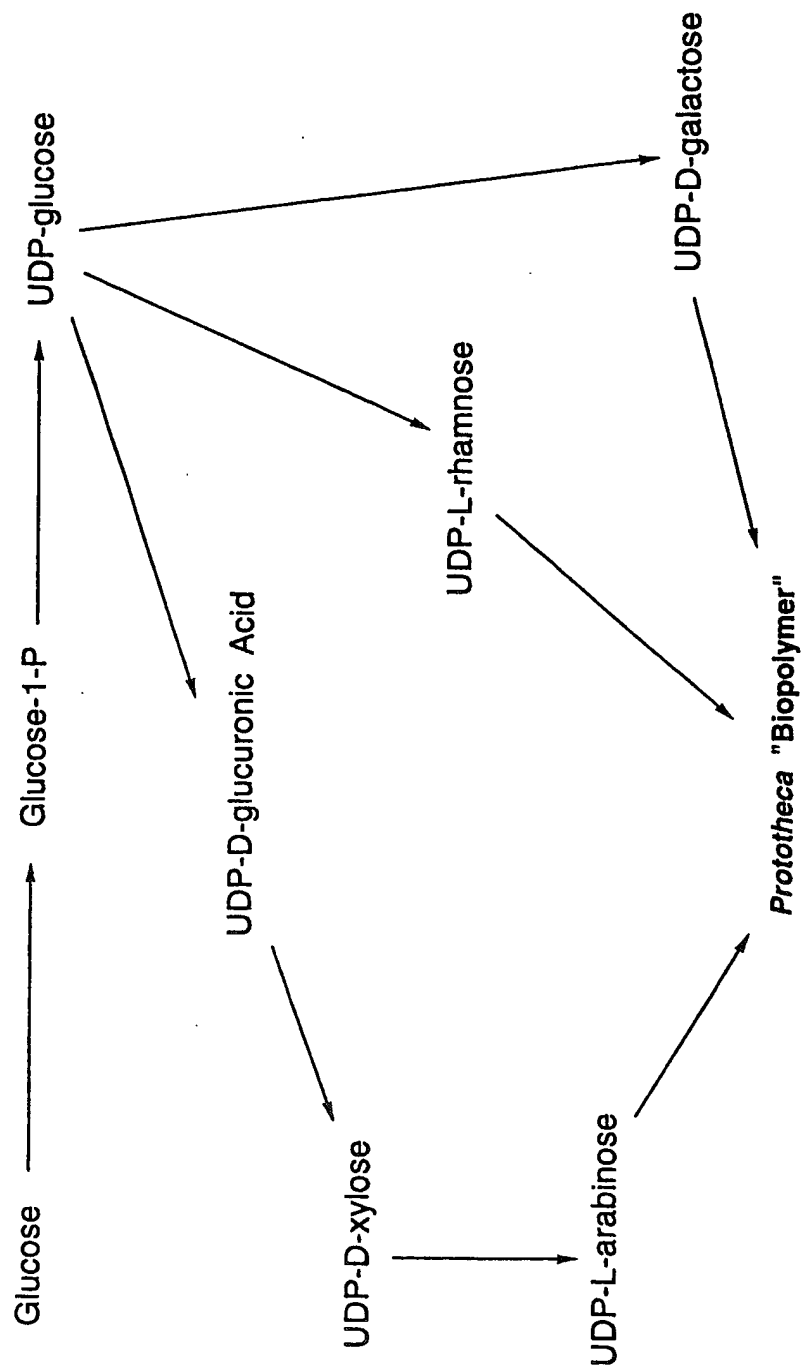 Glucose
Glucose-1-P
UDP-glucose
UDP-D-glucuronic Acid
UDP-D-xylose
UDP-L-rhamnose
UDP-L-arabinose
UDP-D-galactose
Prototheca "Biopolymer"